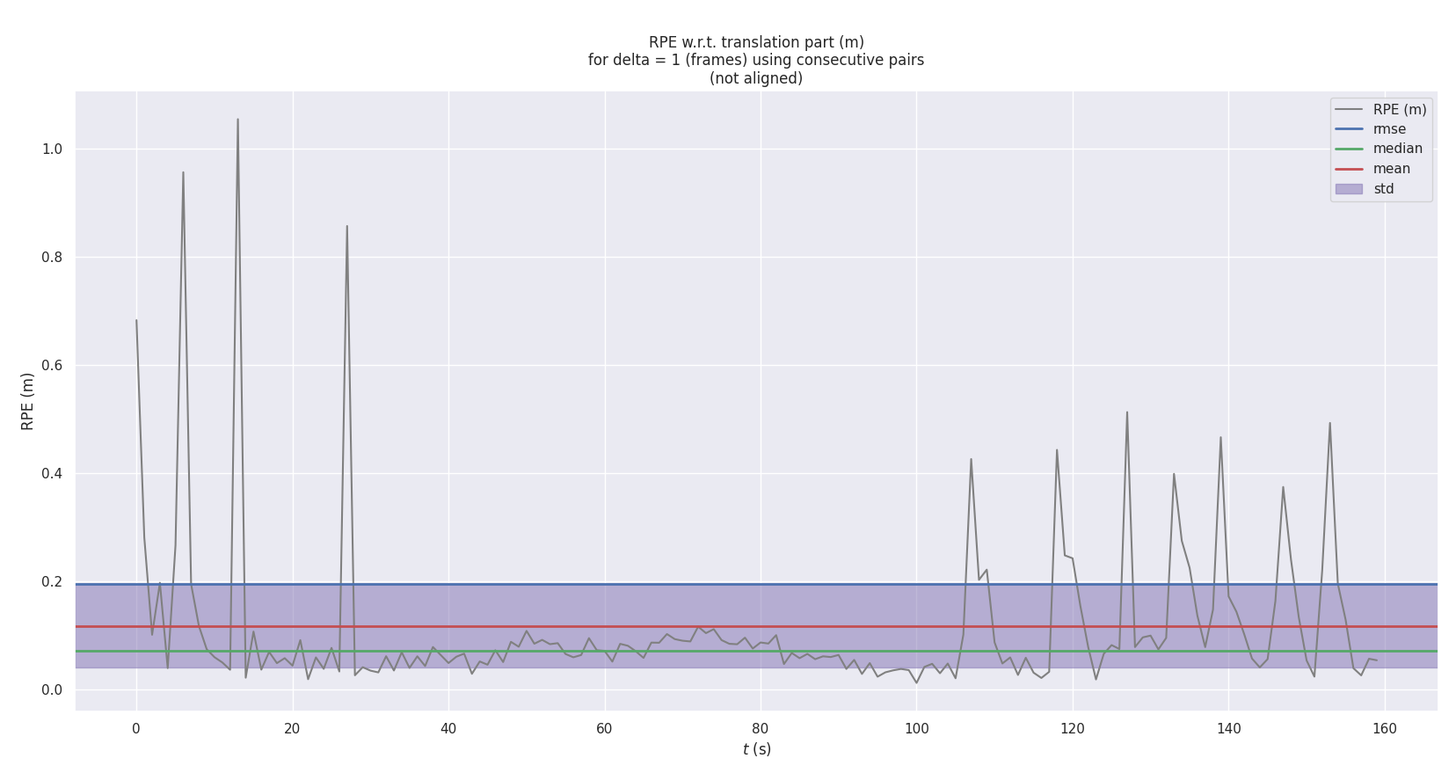 RPE w.r.t. translation part (m)
for delta = 1 (frames) using consecutive pairs
(not aligned)
RPE (m)
rmse
median
mean
std
1.0
0.8
0.6
0.4
0.2
0.0
RPE (m)
0 20 40 60 80 100 120 140 160
t (s)